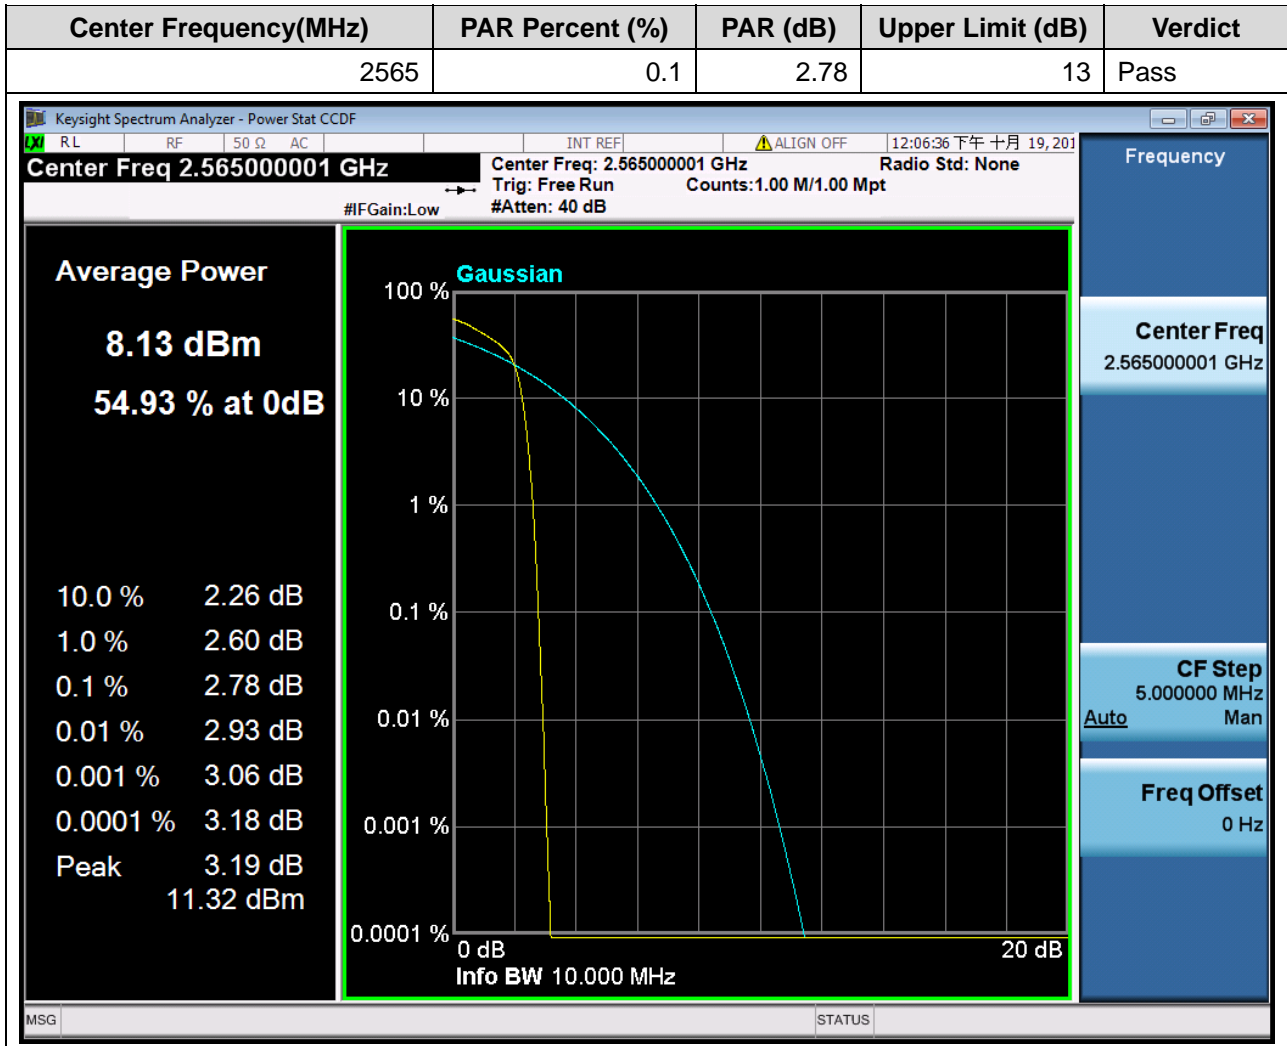 Center Frequency(MHz) PAR Percent (%) PAR (dB) Upper Limit (dB) Verdict
2565 0.1 2.78 13 Pass
Keysight Spectrum Analyzer - Power Stat CCDF
LXI RL RF 50 Ω AC INT REF ALIGN OFF 12:06:36 下午 十月 19, 201
Center Freq 2.565000001 GHz
Center Freq: 2.565000001 GHz Radio Std: None
Trig: Free Run Counts:1.00 M/1.00 Mpt
#IFGain:Low #Atten: 40 dB
Average Power
8.13 dBm
54.93 % at 0dB
10.0 % 2.26 dB
1.0 % 2.60 dB
0.1 % 2.78 dB
0.01 % 2.93 dB
0.001 % 3.06 dB
0.0001 % 3.18 dB
Peak 3.19 dB
11.32 dBm
Gaussian
100 %
10 %
1 %
0.1 %
0.01 %
0.001 %
0.0001 %
0 dB 20 dB
Info BW 10.000 MHz
Frequency
Center Freq
2.565000001 GHz
CF Step
5.000000 MHz
Auto Man
Freq Offset
0 Hz
MSG STATUS